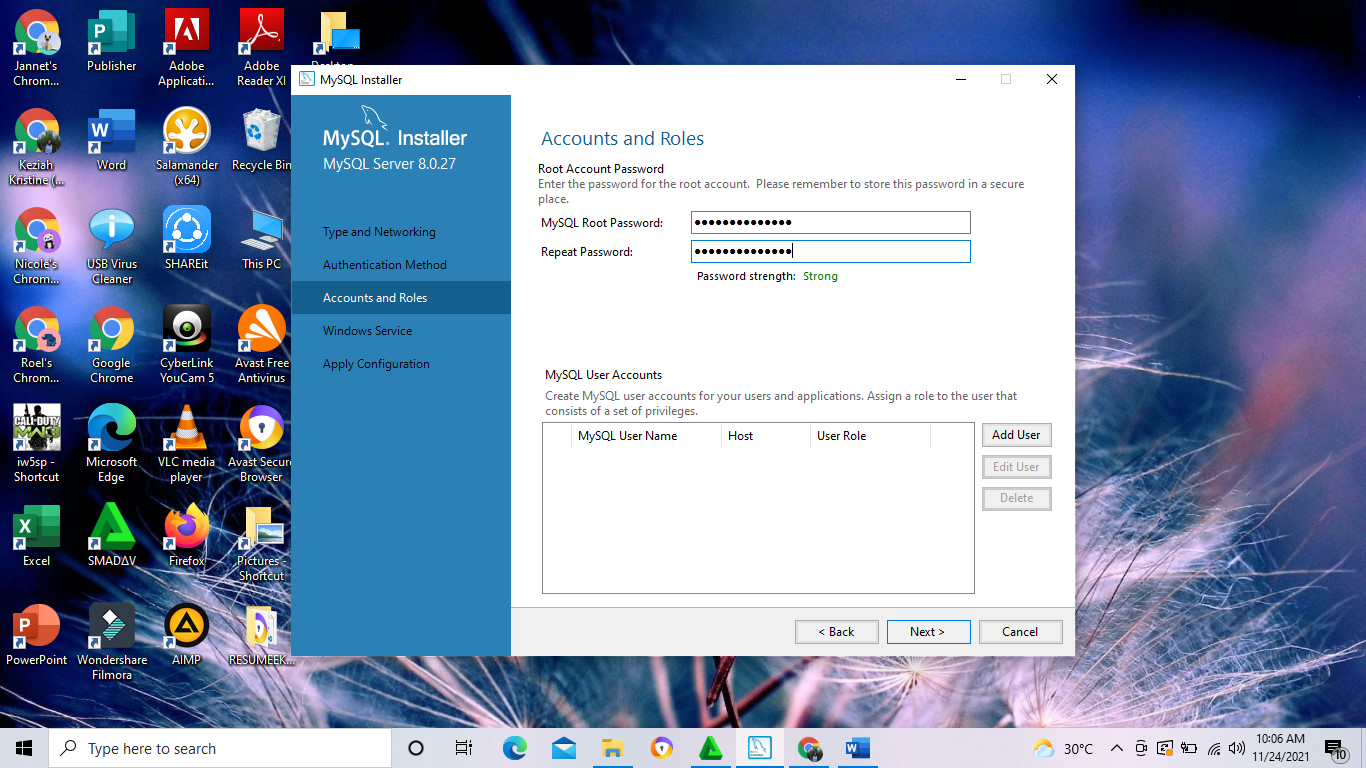 Jannet's
Chrom...
Publisher
Adobe
Applicati...
Adobe
Reader XI
Keziah
Kristine (...
Word
Salamander
(x64)
Recycle Bin
Nicole's
Chrom...
USB Virus
Cleaner
SHAREit
This PC
Roel's
Chrom...
Google
Chrome
CyberLink
YouCam 5
Avast Free
Antivirus
CALL OF DUTY
MW3
iw5sp -
Shortcut
Microsoft
Edge
VLC media
player
Avast Secure
Browser
Excel
SMADΔV
Firefox
Pictures -
Shortcut
PowerPoint
Wondershare
Filmora
AIMP
RESUMEEK...
MySQL Installer
MySQL. Installer
MySQL Server 8.0.27
Type and Networking
Authentication Method
Accounts and Roles
Windows Service
Apply Configuration
Accounts and Roles
Root Account Password
Enter the password for the root account. Please remember to store this password in a secure
place.
MySQL Root Password: ●●●●●●●●●●●●●●
Repeat Password: ●●●●●●●●●●●●●●
Password strength: Strong
MySQL User Accounts
Create MySQL user accounts for your users and applications. Assign a role to the user that
consists of a set of privileges.
MySQL User Name Host User Role
Add User
Edit User
Delete
< Back Next > Cancel
Type here to search
30°C
10:06 AM
11/24/2021
10